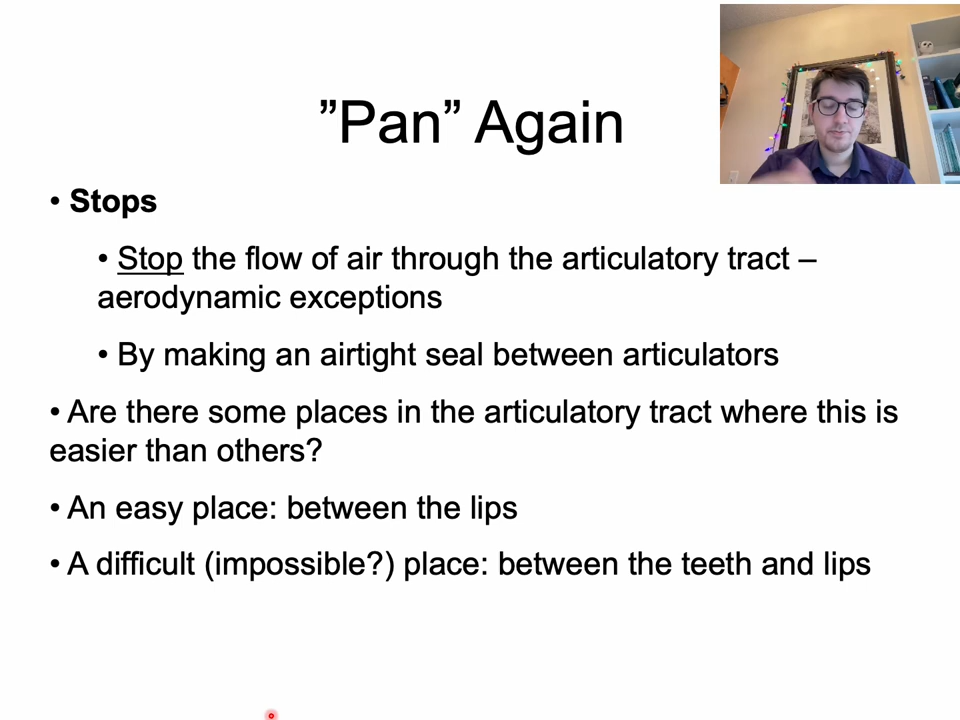 ”Pan” Again
• Stops
• Stop the flow of air through the articulatory tract –
aerodynamic exceptions
• By making an airtight seal between articulators
• Are there some places in the articulatory tract where this is
easier than others?
• An easy place: between the lips
• A difficult (impossible?) place: between the teeth and lips